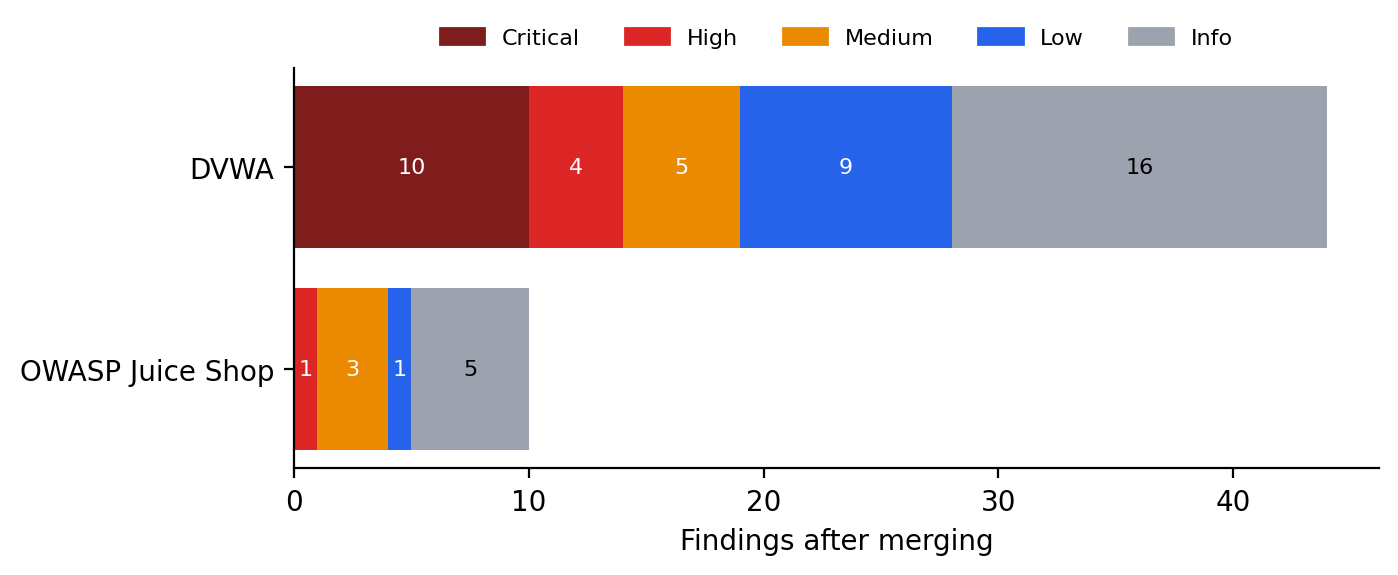 Critical High Medium Low Info
DVWA 10 4 5 9 16
OWASP Juice Shop 1 3 1 5
0 10 20 30 40
Findings after merging